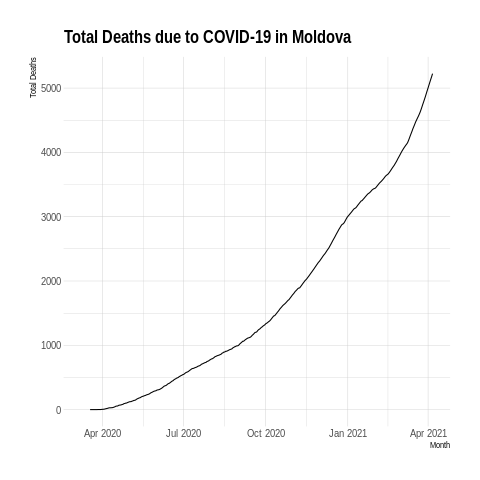 Total Deaths due to COVID-19 in Moldova
Total Deaths
5000
4000
3000
2000
1000
0
Apr 2020 Jul 2020 Oct 2020 Jan 2021 Apr 2021
Month